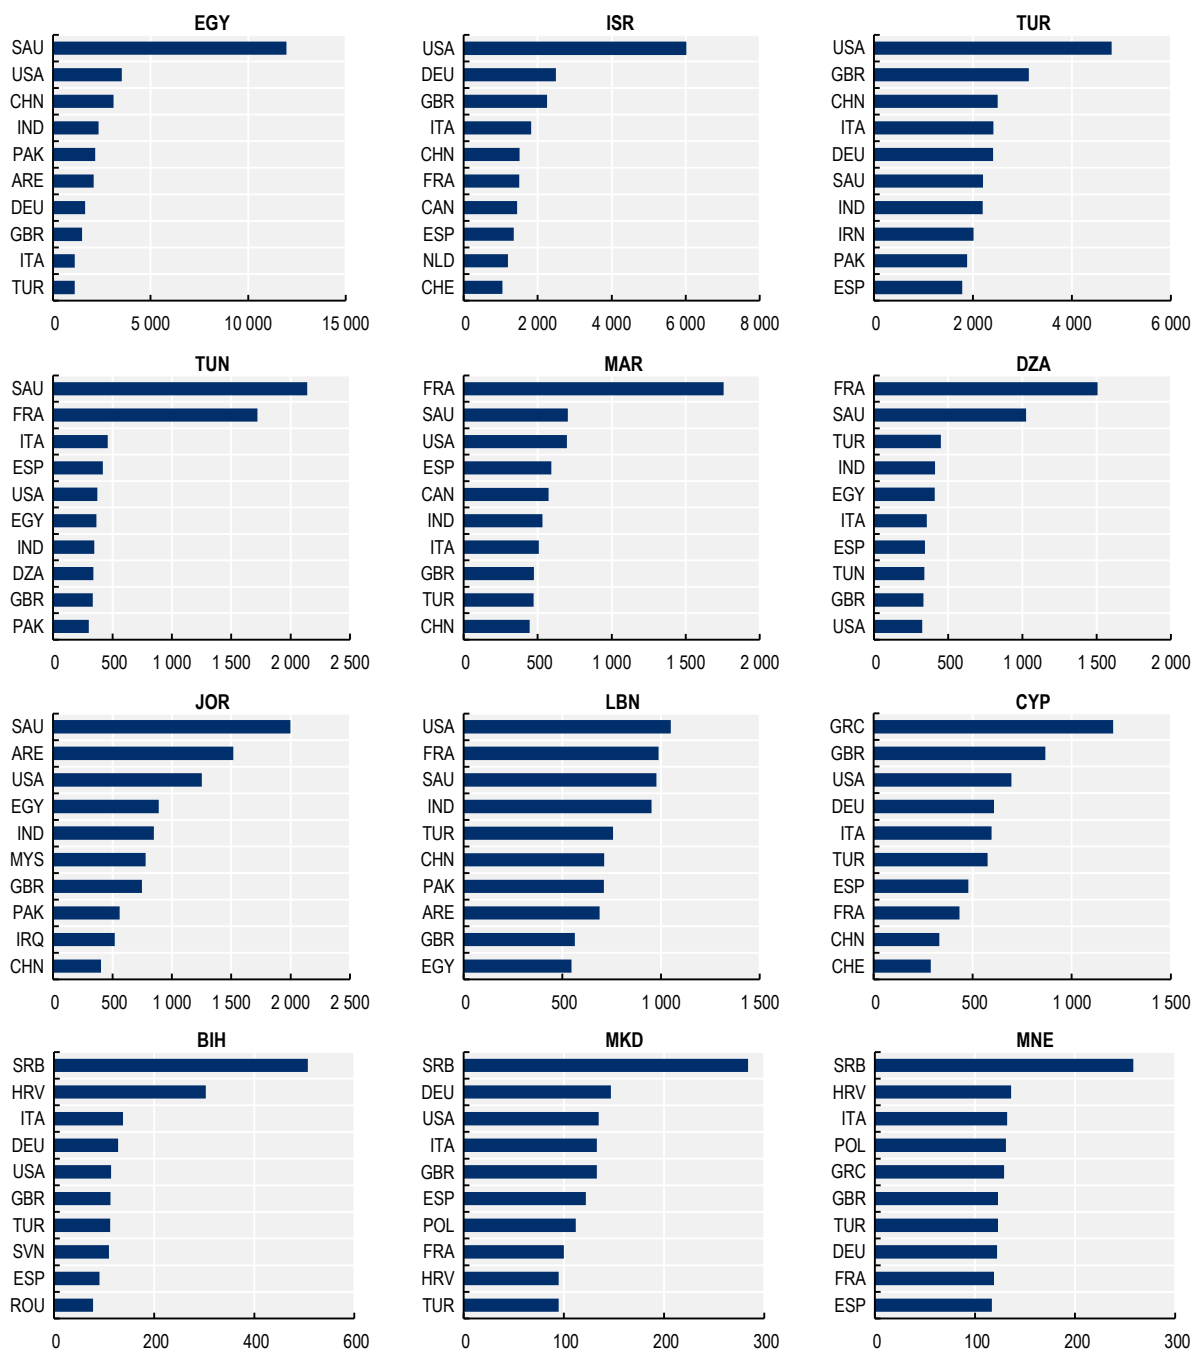 EGY
SAU
USA
CHN
IND
PAK
ARE
DEU
GBR
ITA
TUR
0 5 000 10 000 15 000
ISR
USA
DEU
GBR
ITA
CHN
FRA
CAN
ESP
NLD
CHE
0 2 000 4 000 6 000 8 000
TUR
USA
GBR
CHN
ITA
DEU
SAU
IND
IRN
PAK
ESP
0 2 000 4 000 6 000
TUN
SAU
FRA
ITA
ESP
USA
EGY
IND
DZA
GBR
PAK
0 500 1 000 1 500 2 000 2 500
MAR
FRA
SAU
USA
ESP
CAN
IND
ITA
GBR
TUR
CHN
0 500 1 000 1 500 2 000
DZA
FRA
SAU
TUR
IND
EGY
ITA
ESP
TUN
GBR
USA
0 500 1 000 1 500 2 000
JOR
SAU
ARE
USA
EGY
IND
MYS
GBR
PAK
IRQ
CHN
0 500 1 000 1 500 2 000 2 500
LBN
USA
FRA
SAU
IND
TUR
CHN
PAK
ARE
GBR
EGY
0 500 1 000 1 500
CYP
GRC
GBR
USA
DEU
ITA
TUR
ESP
FRA
CHN
CHE
0 500 1 000 1 500
BIH
SRB
HRV
ITA
DEU
USA
GBR
TUR
SVN
ESP
ROU
0 200 400 600
MKD
SRB
DEU
USA
ITA
GBR
ESP
POL
FRA
HRV
TUR
0 100 200 300
MNE
SRB
HRV
ITA
POL
GRC
GBR
TUR
DEU
FRA
ESP
0 100 200 300